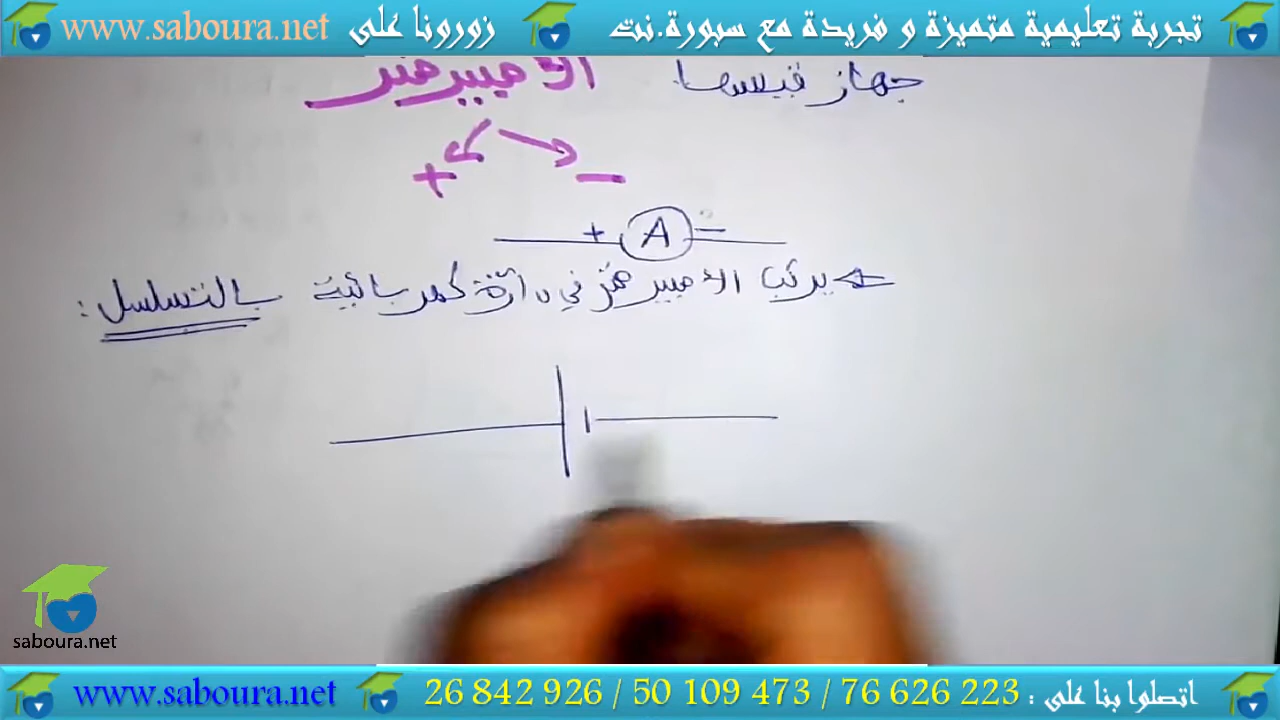 تجربة تعليمية متميزة و فريدة مع سبورة.نت زورونا على www.saboura.net
جهاز قيسها الأمبيرمتر
+ -
+ A -
يركب الأمبيرمتر في دارة كهربائية بالتسلسل :
saboura.net
www.saboura.net 26 842 926 / 50 109 473 / 76 626 223 : اتصلوا بنا على